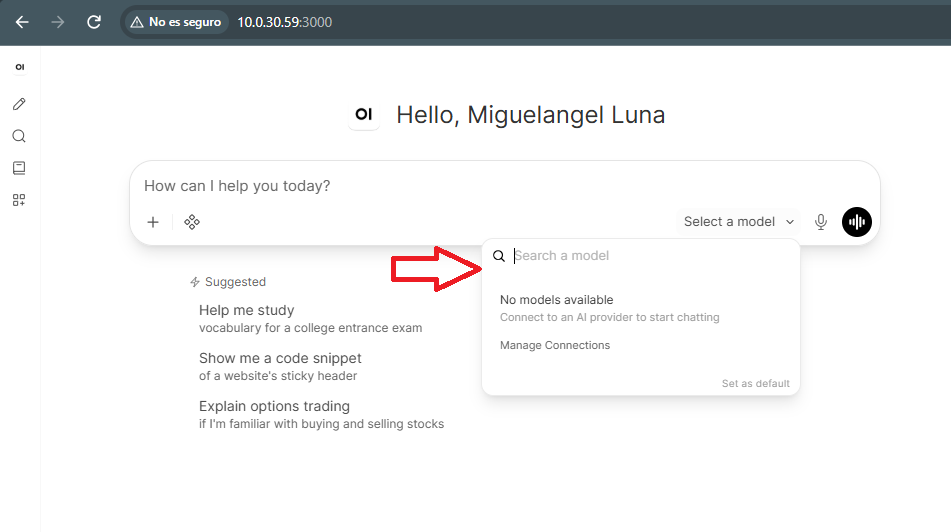 No es seguro 10.0.30.59:3000
OI
OI Hello, Miguelangel Luna
How can I help you today?
Select a model
Search a model
No models available
Connect to an AI provider to start chatting
Manage Connections
Set as default
Suggested
Help me study
vocabulary for a college entrance exam
Show me a code snippet
of a website's sticky header
Explain options trading
if I'm familiar with buying and selling stocks